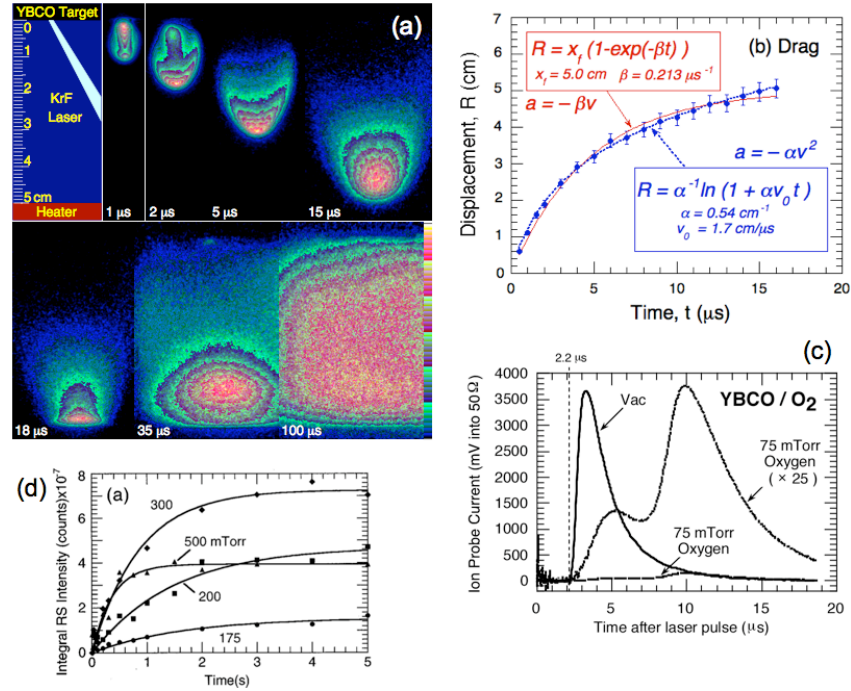 YBCO Target
0
1
2
3
4
5 cm
KrF
Laser
Heater
(a)
1 µs
2 µs
5 µs
15 µs
18 µs
35 µs
100 µs
(b) Drag
R = x_f (1-exp(-βt) )
x_f = 5.0 cm β = 0.213 µs⁻¹
a = – βv
a = – αv²
R = α⁻¹ln (1 + αv₀t )
α = 0.54 cm⁻¹
v₀ = 1.7 cm/µs
Displacement, R (cm)
7
6
5
4
3
2
1
0
0 5 10 15 20
Time, t (µs)
(c)
2.2 µs
YBCO / O₂
Vac
75 mTorr
Oxygen
( × 25)
75 mTorr
Oxygen
Ion Probe Current (mV into 50Ω)
4000
3500
3000
2500
2000
1500
1000
500
0
0 5 10 15 20
Time after laser pulse (µs)
(d)
(a)
300
500 mTorr
200
175
Integral RS Intensity (counts)x10⁻⁷
8
6
4
2
0
0 1 2 3 4 5
Time(s)